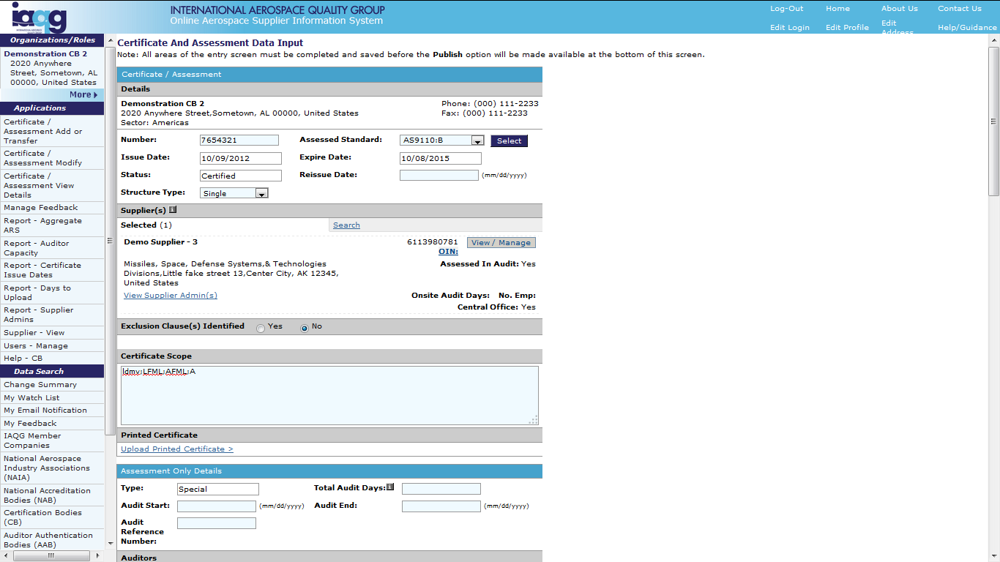 iaqg
INTERNATIONAL AEROSPACE QUALITY GROUP
Online Aerospace Supplier Information System
Log-Out
Home
About Us
Contact Us
Edit Login
Edit Profile
Edit
Address
Help/Guidance
Organizations/Roles
Demonstration CB 2
2020 Anywhere
Street, Sometown, AL
00000, United States
More
Applications
Certificate /
Assessment Add or
Transfer
Certificate /
Assessment Modify
Certificate /
Assessment View
Details
Manage Feedback
Report - Aggregate
ARS
Report - Auditor
Capacity
Report - Certificate
Issue Dates
Report - Days to
Upload
Report - Supplier
Admins
Supplier - View
Users - Manage
Help - CB
Data Search
Change Summary
My Watch List
My Email Notification
My Feedback
IAQG Member
Companies
National Aerospace
Industry Associations
(NAIA)
National Accreditation
Bodies (NAB)
Certification Bodies
(CB)
Auditor Authentication
Bodies (AAB)
Certificate And Assessment Data Input
Note: All areas of the entry screen must be completed and saved before the Publish option will be made available at the bottom of this screen.
Certificate / Assessment
Details
Demonstration CB 2 Phone: (000) 111-2233
2020 Anywhere Street,Sometown, AL 00000, United States Fax: (000) 111-2233
Sector: Americas
Number: 7654321 Assessed Standard: AS9110:B Select
Issue Date: 10/09/2012 Expire Date: 10/08/2015
Status: Certified Reissue Date: (mm/dd/yyyy)
Structure Type: Single
Supplier(s) i
Selected (1) Search
Demo Supplier - 3 6113980781 View / Manage
OIN:
Missiles, Space, Defense Systems,& Technologies Assessed In Audit: Yes
Divisions,Little fake street 13,Center City, AK 12345,
United States
View Supplier Admin(s) Onsite Audit Days: No. Emp:
Central Office: Yes
Exclusion Clause(s) Identified Yes No
Certificate Scope
ldmv;LFML;AFML;A
Printed Certificate
Upload Printed Certificate >
Assessment Only Details
Type: Special Total Audit Days: i
Audit Start: (mm/dd/yyyy) Audit End: (mm/dd/yyyy)
Audit
Reference
Number:
Auditors